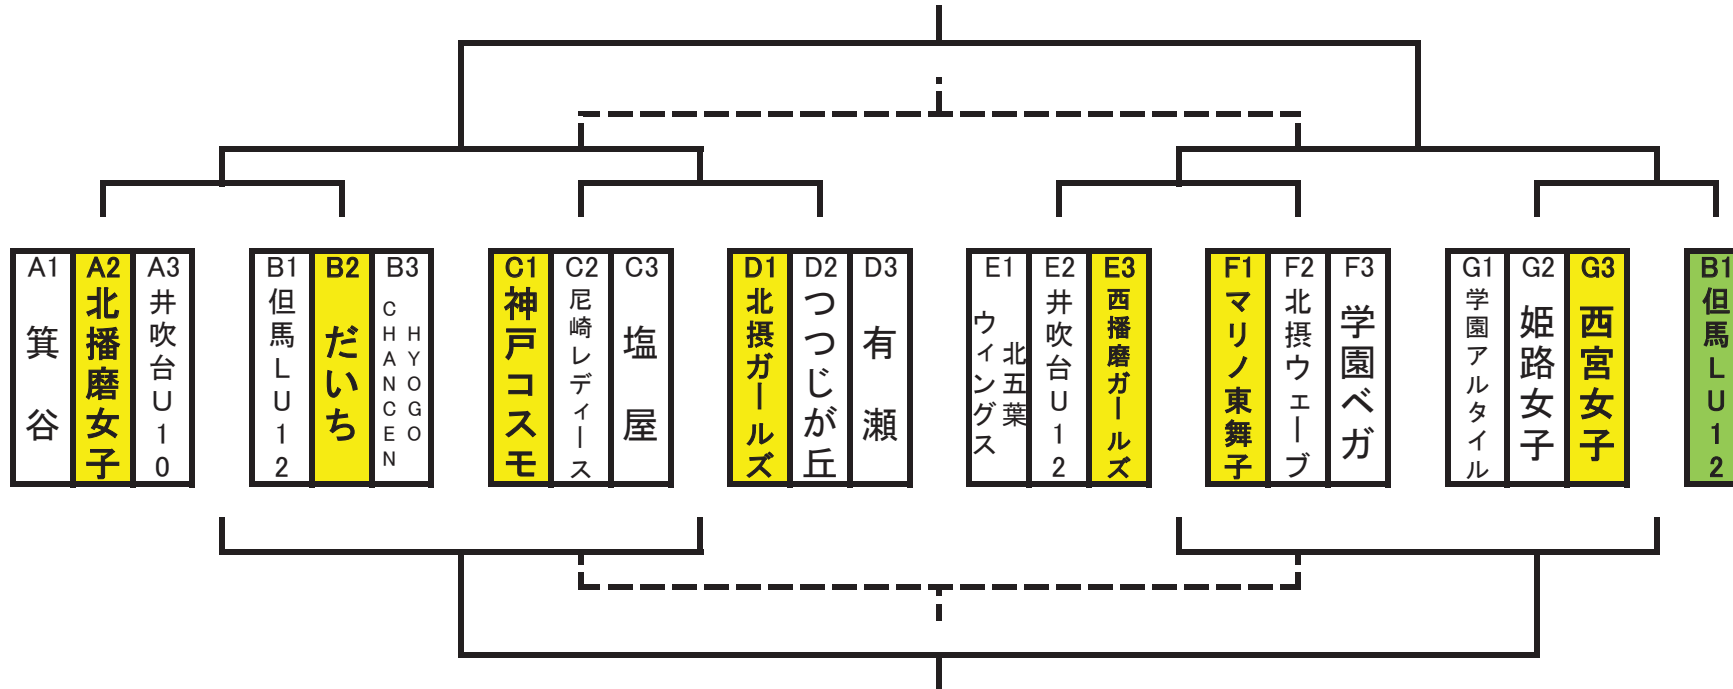 A1
箕谷
A2
北播磨女子
A3
井吹台U10
B1
但馬LU12
B2
だいち
B3
HYOGO
CHANCEN
C1
神戸コスモ
C2
尼崎レディース
C3
塩屋
D1
北摂ガールズ
D2
つつじが丘
D3
有瀬
E1
北五葉
ウィングス
E2
井吹台U12
E3
西播磨ガールズ
F1
マリノ東舞子
F2
北摂ウェーブ
F3
学園ベガ
G1
学園アルタイル
G2
姫路女子
G3
西宮女子
B1
但馬LU12